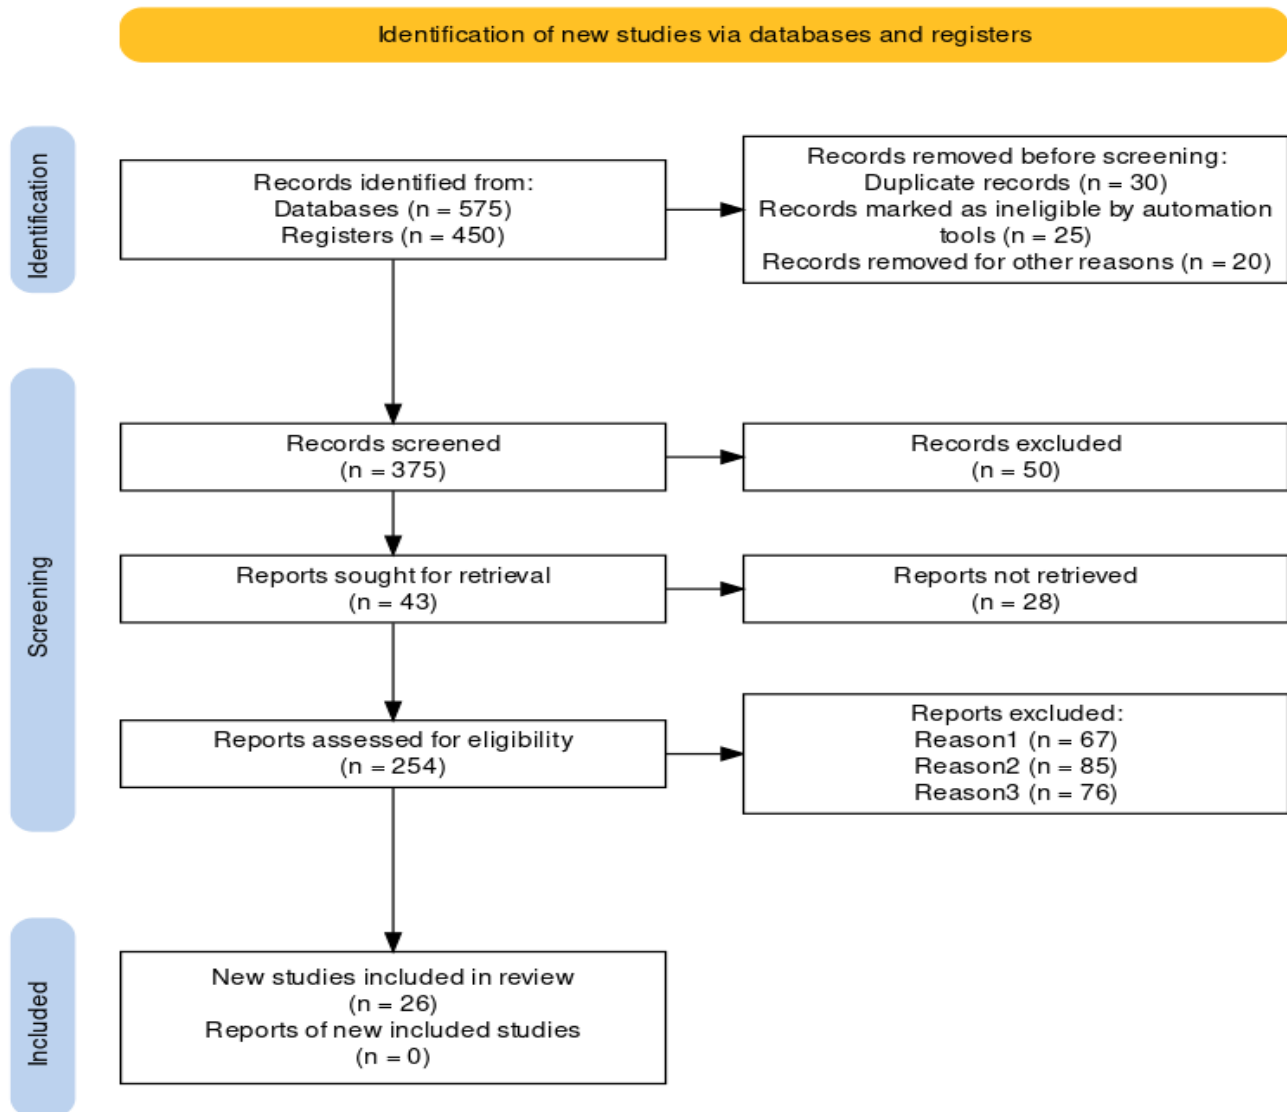 Identification of new studies via databases and registers
Identification
Records identified from:
Databases (n = 575)
Registers (n = 450)
Records removed before screening:
Duplicate records (n = 30)
Records marked as ineligible by automation
tools (n = 25)
Records removed for other reasons (n = 20)
Screening
Records screened
(n = 375)
Records excluded
(n = 50)
Reports sought for retrieval
(n = 43)
Reports not retrieved
(n = 28)
Reports assessed for eligibility
(n = 254)
Reports excluded:
Reason1 (n = 67)
Reason2 (n = 85)
Reason3 (n = 76)
Included
New studies included in review
(n = 26)
Reports of new included studies
(n = 0)